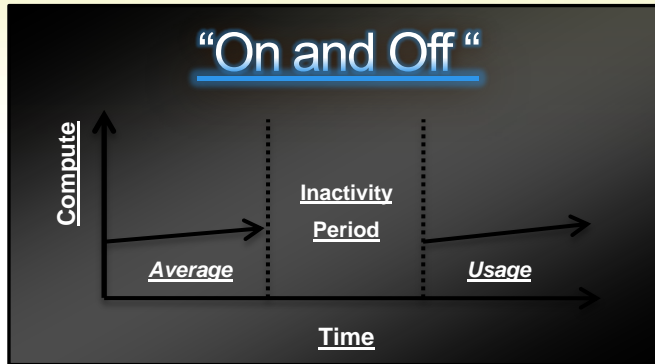 “On and Off “
Compute
Inactivity
Period
Average
Usage
Time